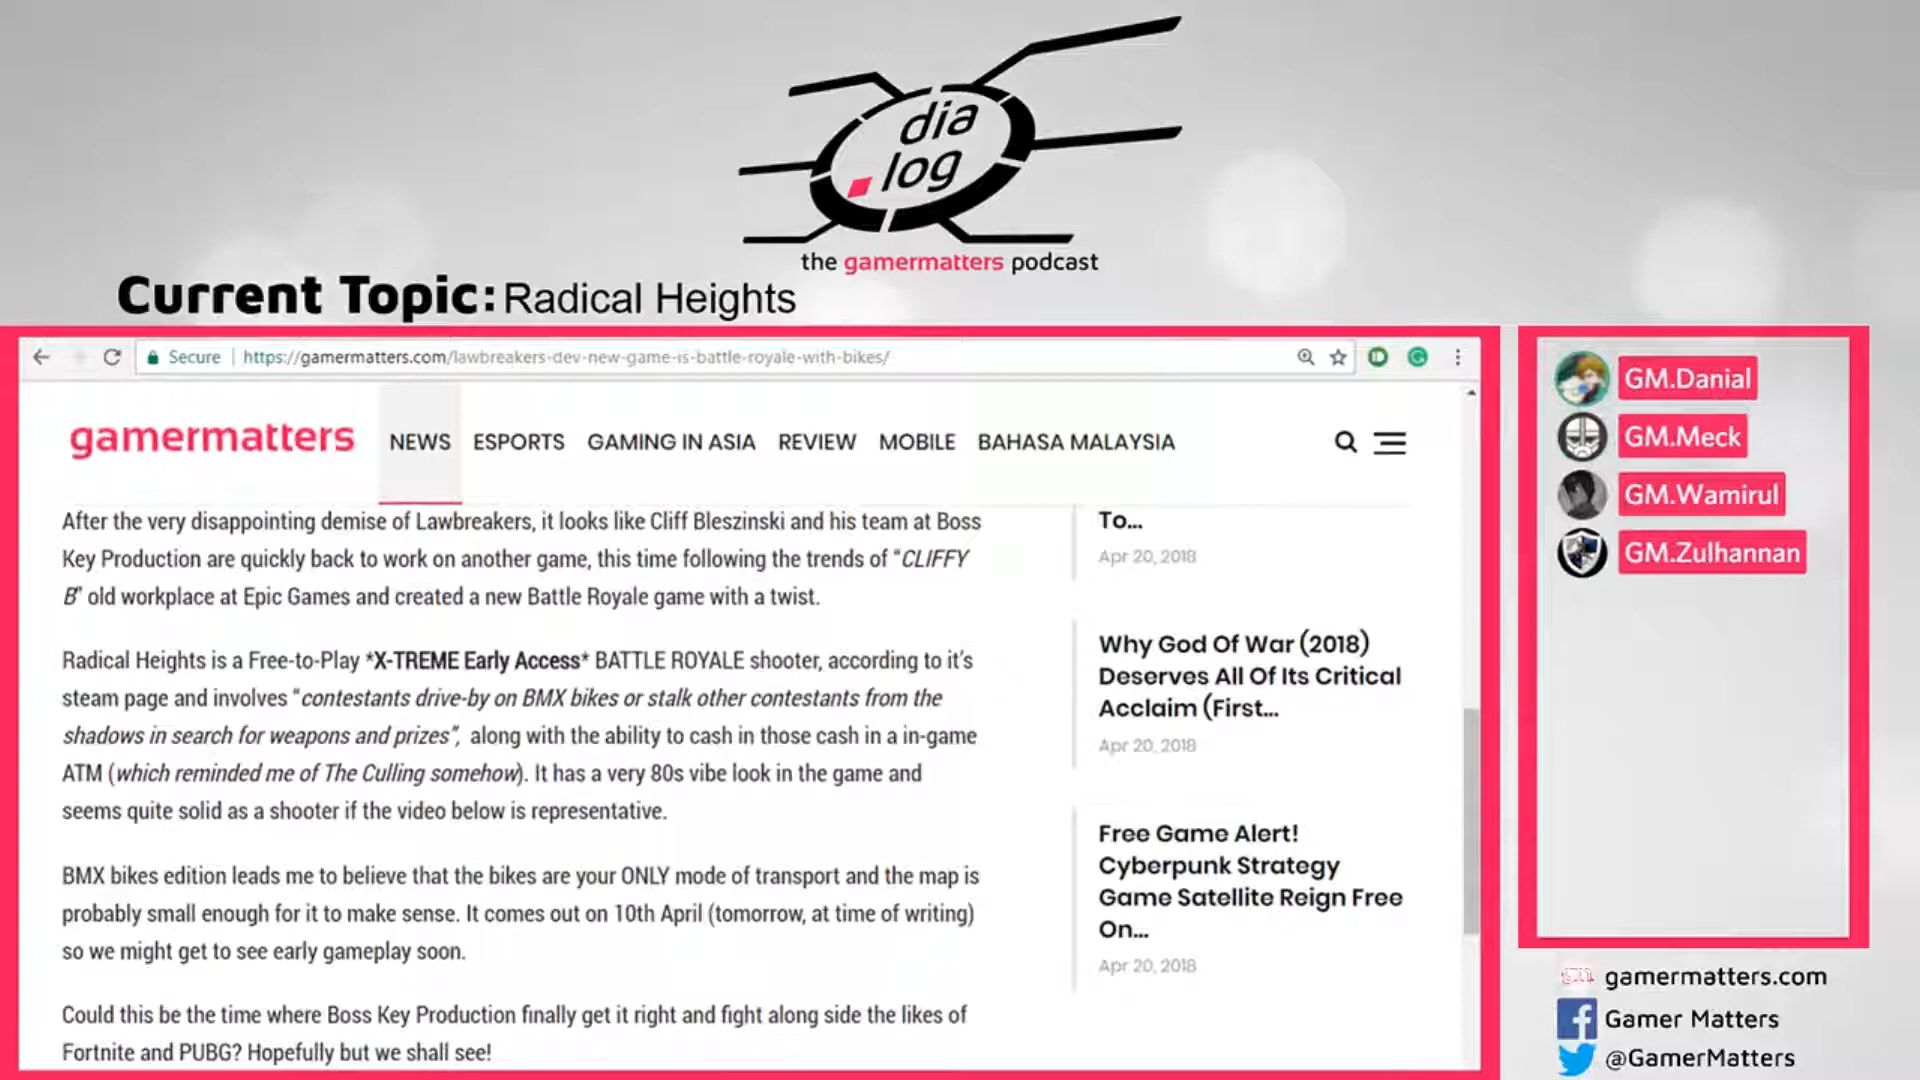 dia
.log
the gamermatters podcast
Current Topic: Radical Heights
Secure https://gamermatters.com/lawbreakers-dev-new-game-is-battle-royale-with-bikes/
gamermatters NEWS ESPORTS GAMING IN ASIA REVIEW MOBILE BAHASA MALAYSIA
After the very disappointing demise of Lawbreakers, it looks like Cliff Bleszinski and his team at Boss
Key Production are quickly back to work on another game, this time following the trends of “CLIFFY
B” old workplace at Epic Games and created a new Battle Royale game with a twist.
Radical Heights is a Free-to-Play *X-TREME Early Access* BATTLE ROYALE shooter, according to it's
steam page and involves “contestants drive-by on BMX bikes or stalk other contestants from the
shadows in search for weapons and prizes”, along with the ability to cash in those cash in a in-game
ATM (which reminded me of The Culling somehow). It has a very 80s vibe look in the game and
seems quite solid as a shooter if the video below is representative.
BMX bikes edition leads me to believe that the bikes are your ONLY mode of transport and the map is
probably small enough for it to make sense. It comes out on 10th April (tomorrow, at time of writing)
so we might get to see early gameplay soon.
Could this be the time where Boss Key Production finally get it right and fight along side the likes of
Fortnite and PUBG? Hopefully but we shall see!
To...
Apr 20, 2018
Why God Of War (2018)
Deserves All Of Its Critical
Acclaim (First...
Apr 20, 2018
Free Game Alert!
Cyberpunk Strategy
Game Satellite Reign Free
On...
Apr 20, 2018
GM.Danial
GM.Meck
GM.Wamirul
GM.Zulhannan
gamermatters.com
Gamer Matters
@GamerMatters